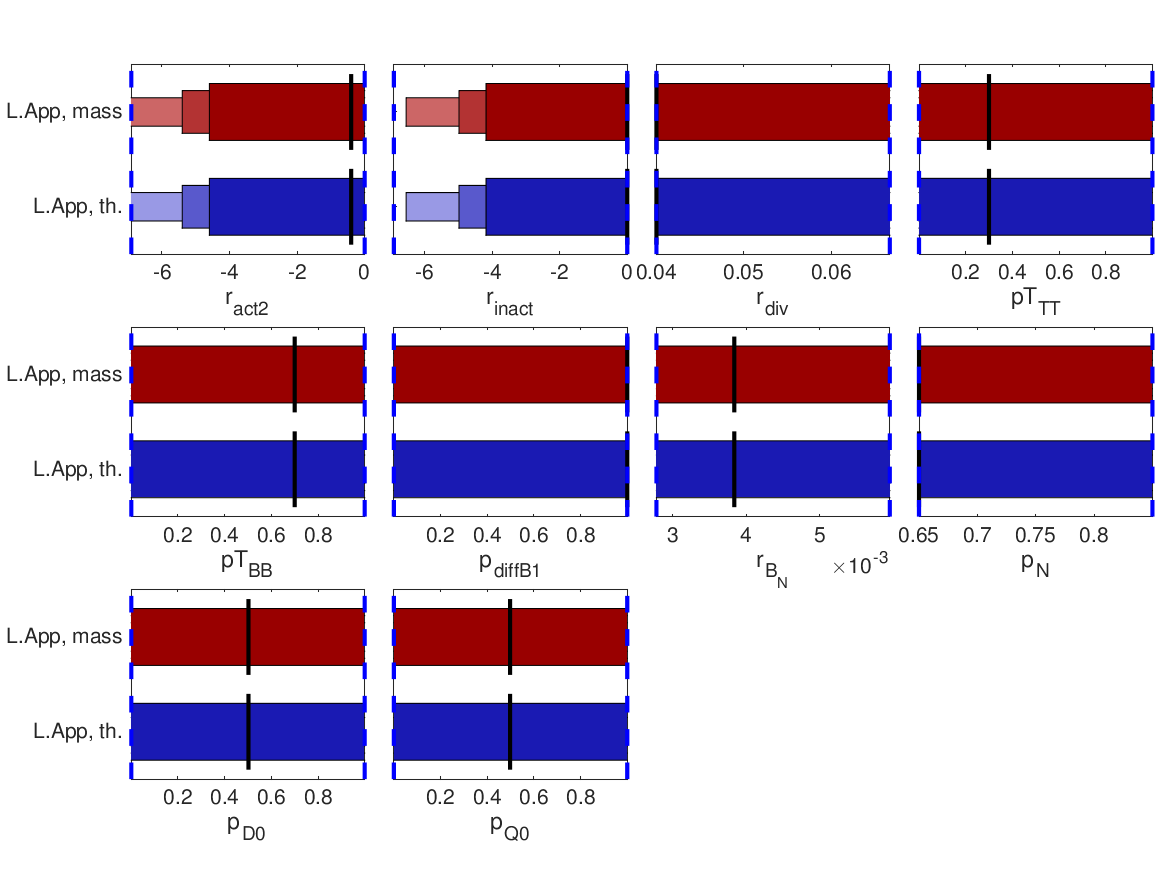 L.App, mass
L.App, th.
-6 -4 -2 0
r_act2
-6 -4 -2 0
r_inact
0.04 0.05 0.06
r_div
0.2 0.4 0.6 0.8
pT_TT
L.App, mass
L.App, th.
0.2 0.4 0.6 0.8
pT_BB
0.2 0.4 0.6 0.8
p_diffB1
3 4 5
×10^-3
r_B_N
0.65 0.7 0.75 0.8
p_N
L.App, mass
L.App, th.
0.2 0.4 0.6 0.8
p_D0
0.2 0.4 0.6 0.8
p_Q0